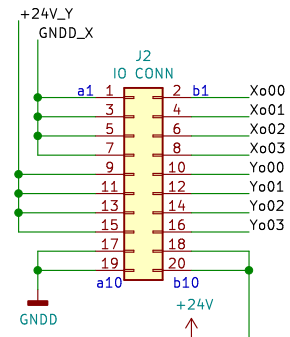 +24V_Y
GNDD_X
J2
IO CONN
a1 1 2 b1 Xo00
3 4 Xo01
5 6 Xo02
7 8 Xo03
9 10 Yo00
11 12 Yo01
13 14 Yo02
15 16 Yo03
17 18
19 20
a10 b10
GNDD
+24V